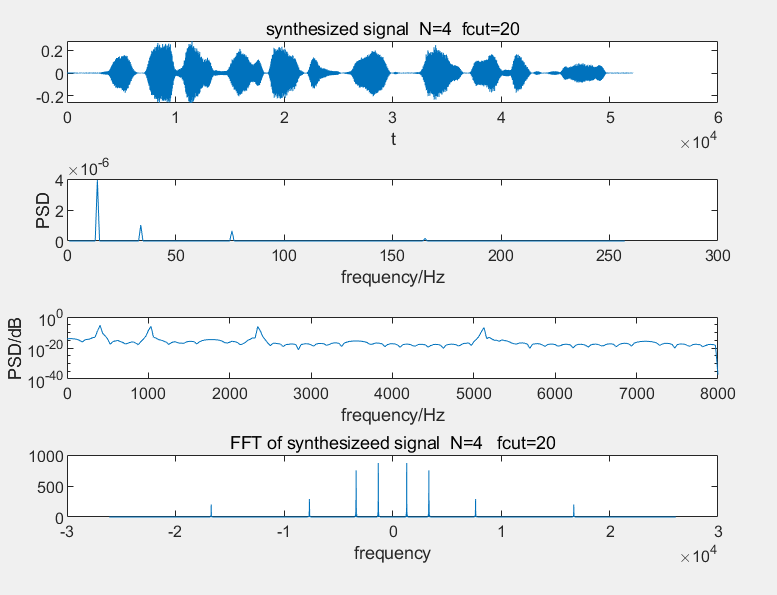 synthesized signal N=4 fcut=20
0.2
0
-0.2
0 1 2 3 4 5 6
t
×10^4
×10^-6
4
2
0
PSD
0 50 100 150 200 250 300
frequency/Hz
10^0
10^-20
10^-40
PSD/dB
0 1000 2000 3000 4000 5000 6000 7000 8000
frequency/Hz
FFT of synthesizeed signal N=4 fcut=20
1000
500
0
-3 -2 -1 0 1 2 3
frequency
×10^4